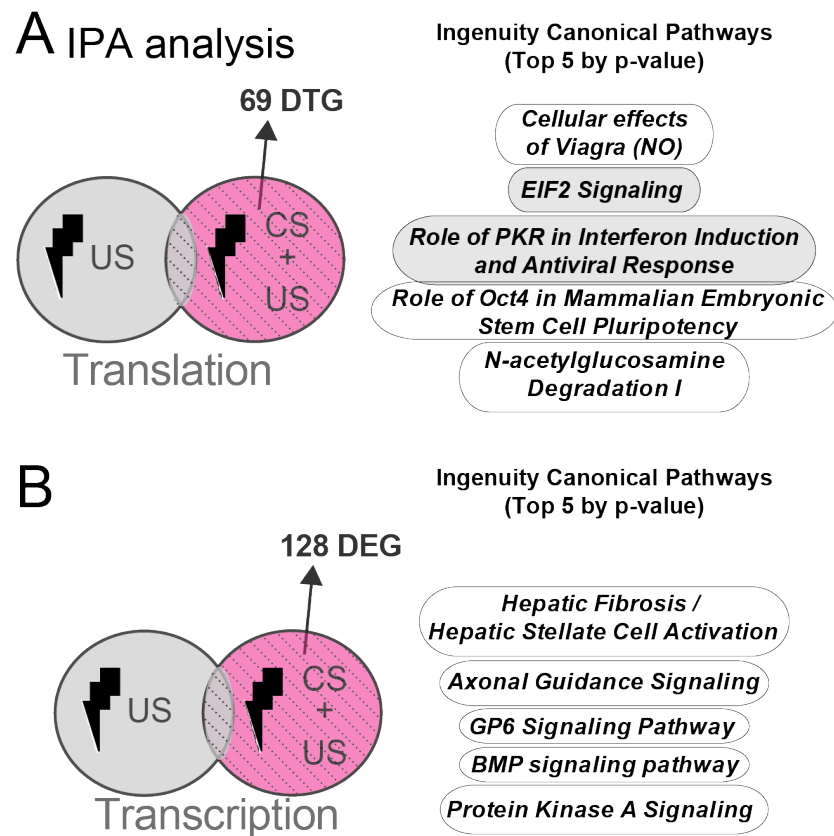 A IPA analysis
69 DTG
US
CS
+
US
Translation
Ingenuity Canonical Pathways
(Top 5 by p-value)
Cellular effects
of Viagra (NO)
EIF2 Signaling
Role of PKR in Interferon Induction
and Antiviral Response
Role of Oct4 in Mammalian Embryonic
Stem Cell Pluripotency
N-acetylglucosamine
Degradation I
B
128 DEG
US
CS
+
US
Transcription
Ingenuity Canonical Pathways
(Top 5 by p-value)
Hepatic Fibrosis /
Hepatic Stellate Cell Activation
Axonal Guidance Signaling
GP6 Signaling Pathway
BMP signaling pathway
Protein Kinase A Signaling